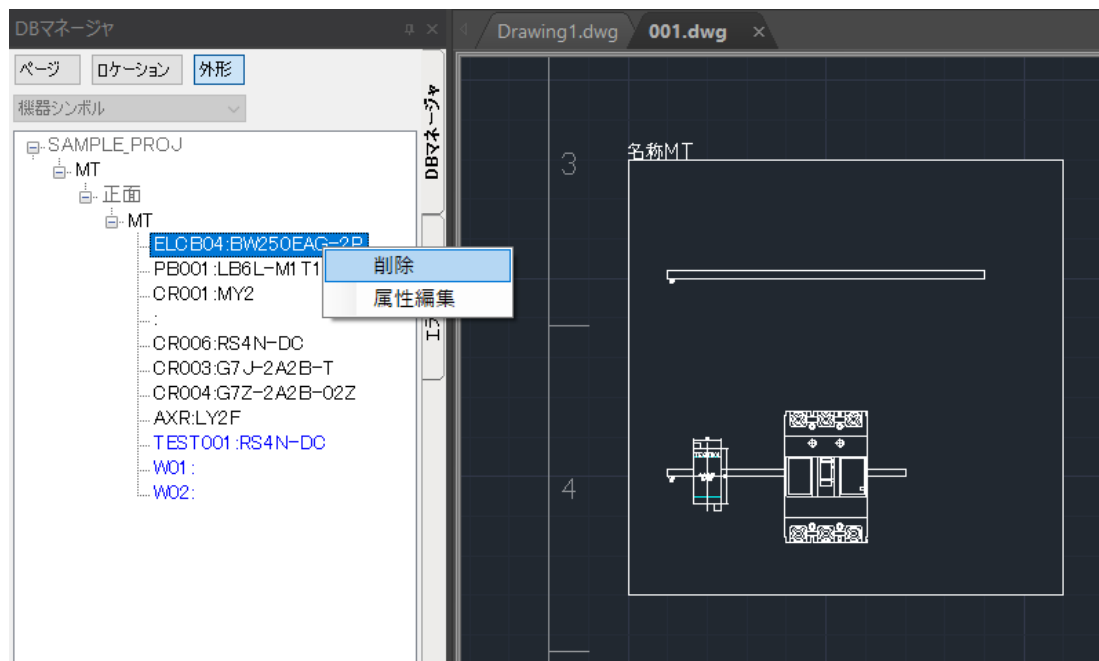 DBマネージャ
Drawing1.dwg
001.dwg
ページ
ロケーション
外形
機器シンボル
DBマネージャ
SAMPLE_PROJ
MT
正面
MT
ELCB04:BW250EAG-2P
PB001:LB6L-M1T1
CR001:MY2
:
CR006:RS4N-DC
CR003:G7J-2A2B-T
CR004:G7Z-2A2B-02Z
AXR:LY2F
TEST001:RS4N-DC
W01:
W02:
削除
属性編集
エラ
名称MT
3
4